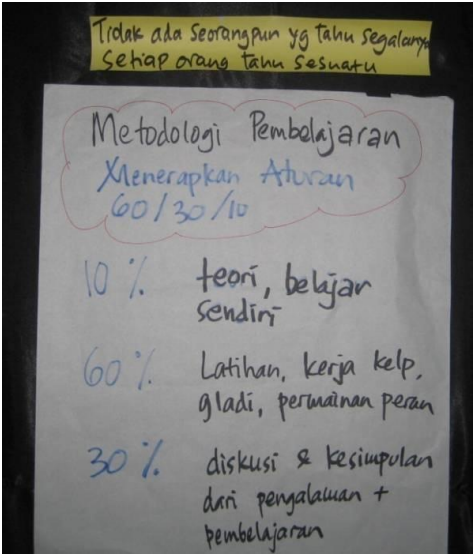 Tidak ada seorangpun yg tahu segalanya
setiap orang tahu sesuatu
Metodologi Pembelajaran
Menerapkan Aturan
60/30/10
10 % teori, belajar
sendiri
60 % Latihan, kerja kelp,
gladi, permainan peran
30 % diskusi & kesimpulan
dari pengalaman +
pembelajaran